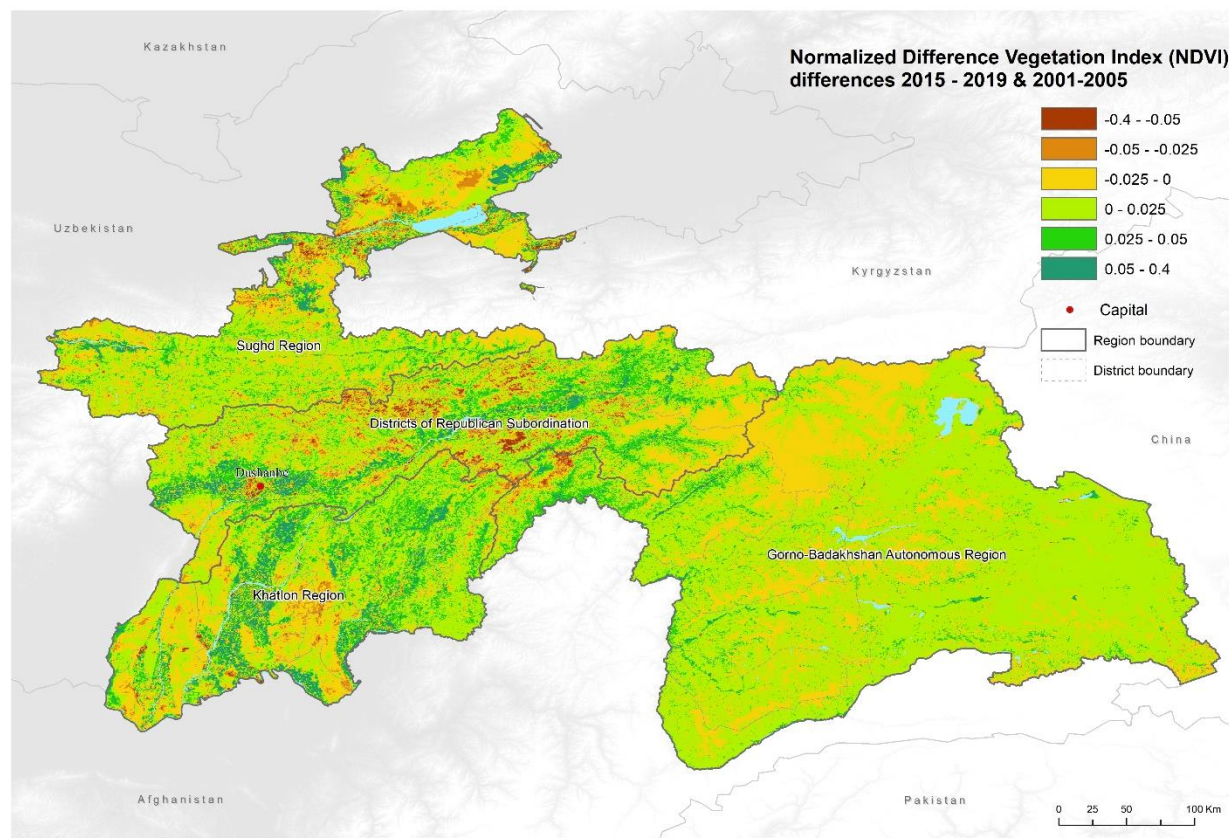 Kazakhstan
Normalized Difference Vegetation Index (NDVI)
differences 2015 - 2019 & 2001-2005
-0.4 - -0.05
-0.05 - -0.025
-0.025 - 0
0 - 0.025
0.025 - 0.05
0.05 - 0.4
Capital
Region boundary
District boundary
Uzbekistan
Kyrgyzstan
China
Sughd Region
Districts of Republican Subordination
Dushanbe
Gorno-Badakhshan Autonomous Region
Khatlon Region
Afghanistan
Pakistan
0 25 50 100 Km